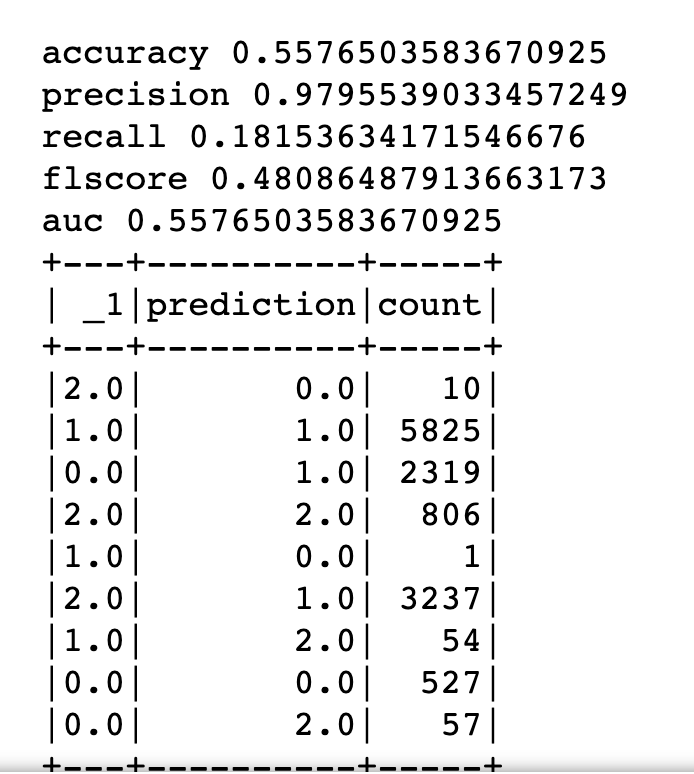 accuracy 0.5576503583670925
precision 0.9795539033457249
recall 0.18153634171546676
f1score 0.48086487913663173
auc 0.5576503583670925
+---+----------+-----+
| _1|prediction|count|
+---+----------+-----+
|2.0|       0.0|   10|
|1.0|       1.0| 5825|
|0.0|       1.0| 2319|
|2.0|       2.0|  806|
|1.0|       0.0|    1|
|2.0|       1.0| 3237|
|1.0|       2.0|   54|
|0.0|       0.0|  527|
|0.0|       2.0|   57|
+---+----------+-----+